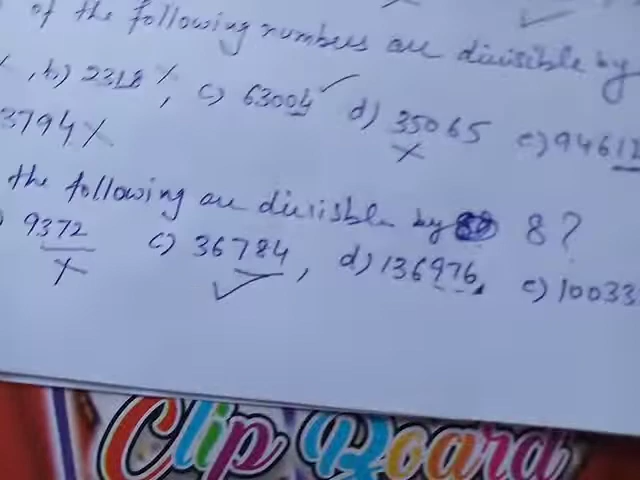 of the following numbers are divisible by
, b) 2318 x, c) 63004 ✓ d) 35065 e) 94612
3794 x x
the following are divisible by 8?
9372 c) 36784, d) 136976, e) 10033
x ✓
Clip Board